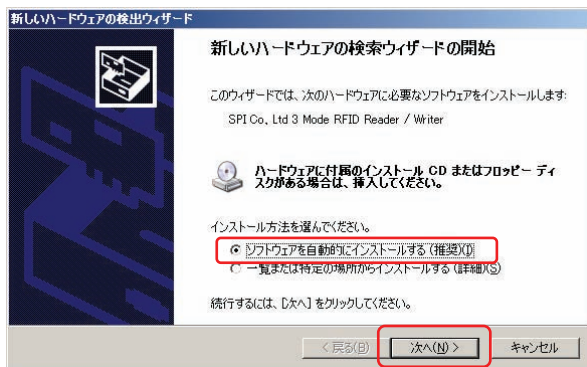 新しいハードウェアの検出ウィザード
新しいハードウェアの検索ウィザードの開始
このウィザードでは、次のハードウェアに必要なソフトウェアをインストールします:
SPI Co., Ltd 3 Mode RFID Reader / Writer
ハードウェアに付属のインストール CD またはフロッピー ディ
スクがある場合は、挿入してください。
インストール方法を選んでください。
ソフトウェアを自動的にインストールする (推奨)(I)
一覧または特定の場所からインストールする (詳細)(S)
続行するには、[次へ] をクリックしてください。
< 戻る(B) 次へ(N) > キャンセル